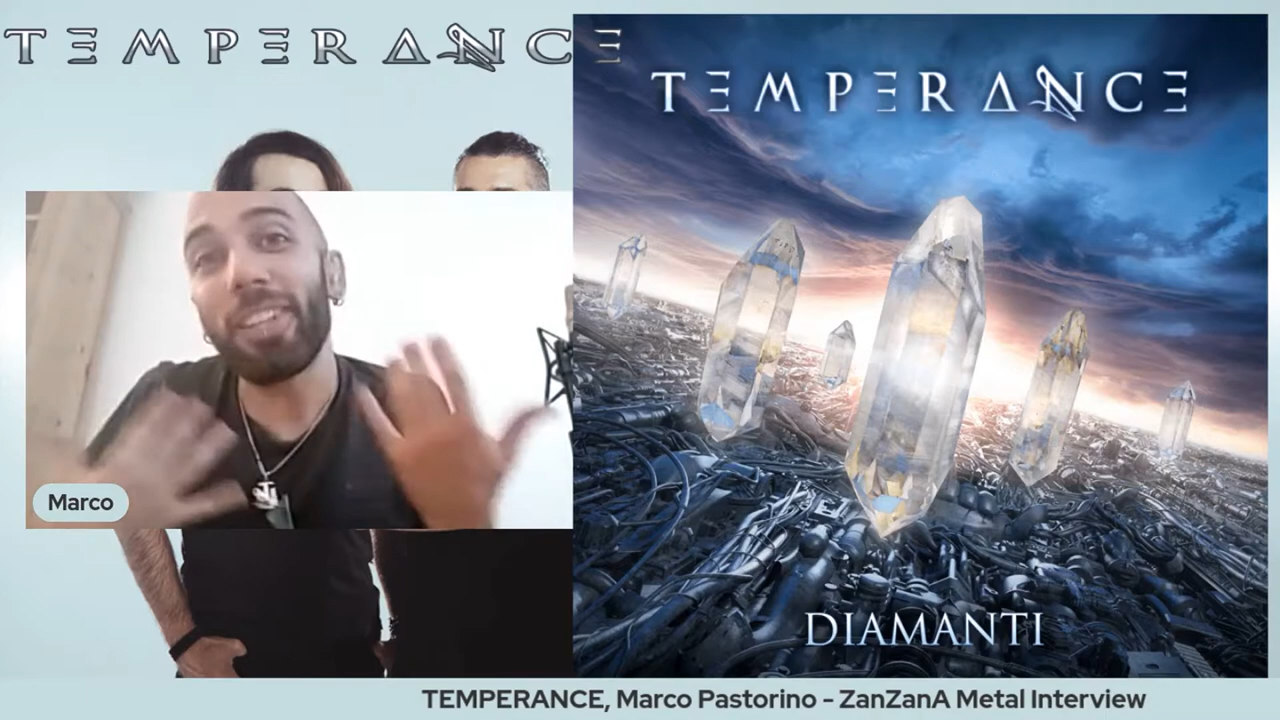 TEMPERANCE
TEMPERANCE
Marco
DIAMANTI
TEMPERANCE, Marco Pastorino - ZanZanA Metal Interview